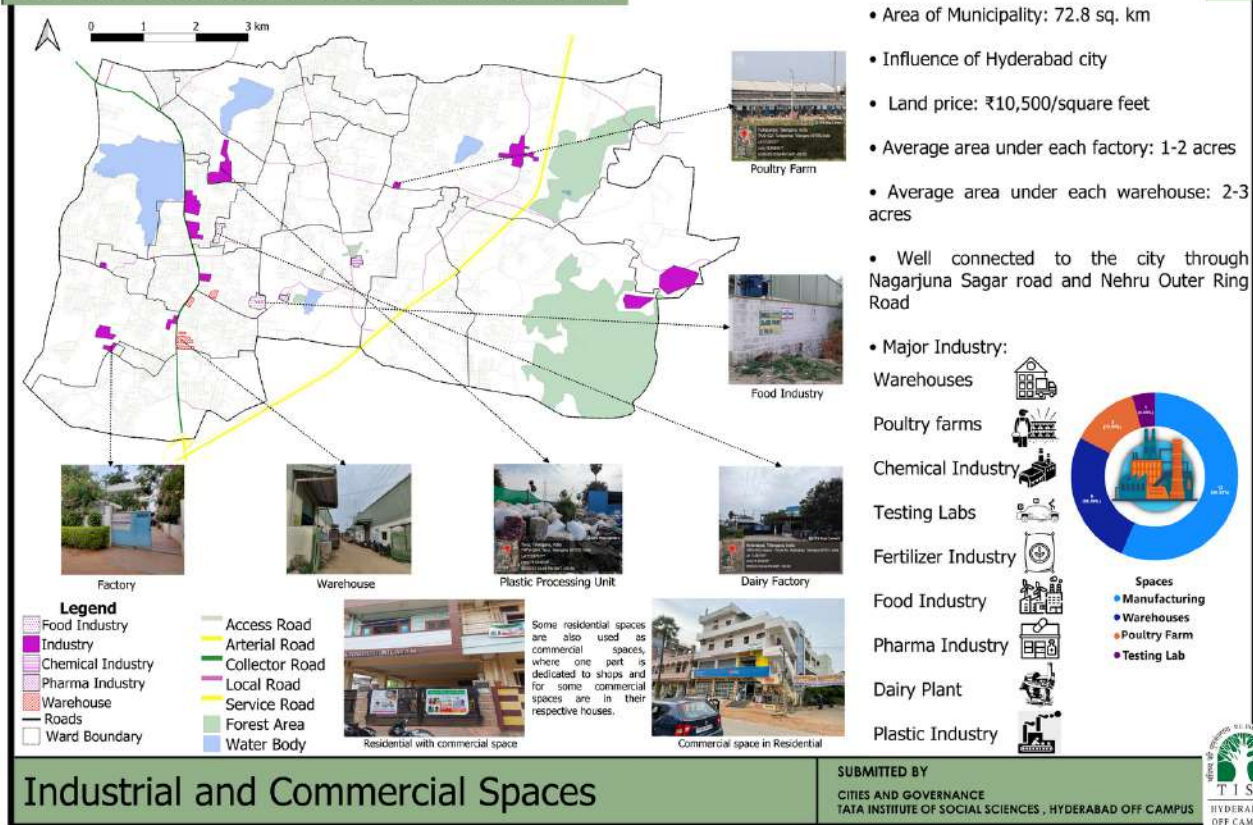 0 1 2 3 km
• Area of Municipality: 72.8 sq. km
• Influence of Hyderabad city
• Land price: ₹10,500/square feet
• Average area under each factory: 1-2 acres
• Average area under each warehouse: 2-3
acres
• Well connected to the city through
Nagarjuna Sagar road and Nehru Outer Ring
Road
• Major Industry:
Warehouses
Poultry farms
Chemical Industry
Testing Labs
Fertilizer Industry
Food Industry
Pharma Industry
Dairy Plant
Plastic Industry
Spaces
Manufacturing
Warehouses
Poultry Farm
Testing Lab
Poultry Farm
Food Industry
Factory
Warehouse
Plastic Processing Unit
Dairy Factory
Legend
Food Industry
Industry
Chemical Industry
Pharma Industry
Warehouse
Roads
Ward Boundary
Access Road
Arterial Road
Collector Road
Local Road
Service Road
Forest Area
Water Body
Residential with commercial space
Some residential spaces
are also used as
commercial spaces,
where one part is
dedicated to shops and
for some commercial
spaces are in their
respective houses.
Commercial space in Residential
Industrial and Commercial Spaces
SUBMITTED BY
CITIES AND GOVERNANCE
TATA INSTITUTE OF SOCIAL SCIENCES , HYDERABAD OFF CAMPUS